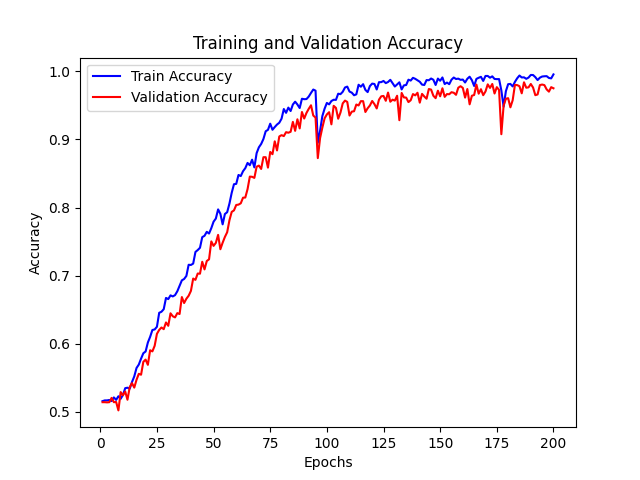 Training and Validation Accuracy
Train Accuracy
Validation Accuracy
1.0
0.9
0.8
0.7
0.6
0.5
Accuracy
0 25 50 75 100 125 150 175 200
Epochs